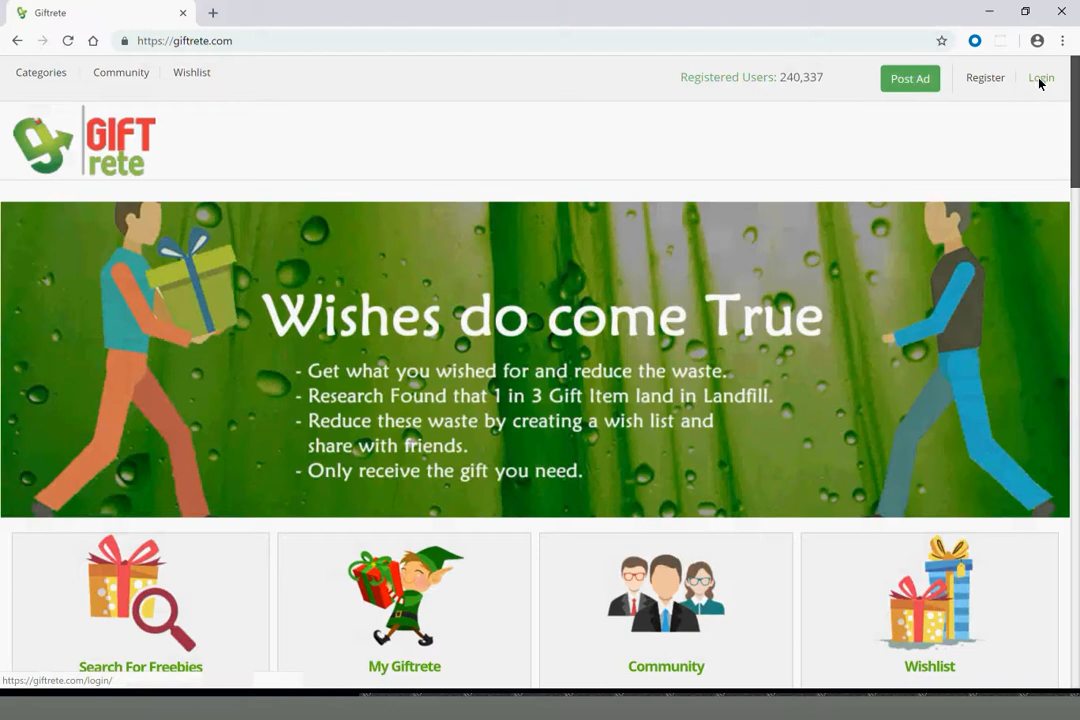 Giftrete
https://giftrete.com
Categories Community Wishlist Registered Users: 240,337 Post Ad Register Login
GIFT
rete
Wishes do come True
- Get what you wished for and reduce the waste.
- Research Found that 1 in 3 Gift Item land in Landfill.
- Reduce these waste by creating a wish list and
share with friends.
- Only receive the gift you need.
Search For Freebies My Giftrete Community Wishlist
https://giftrete.com/login/